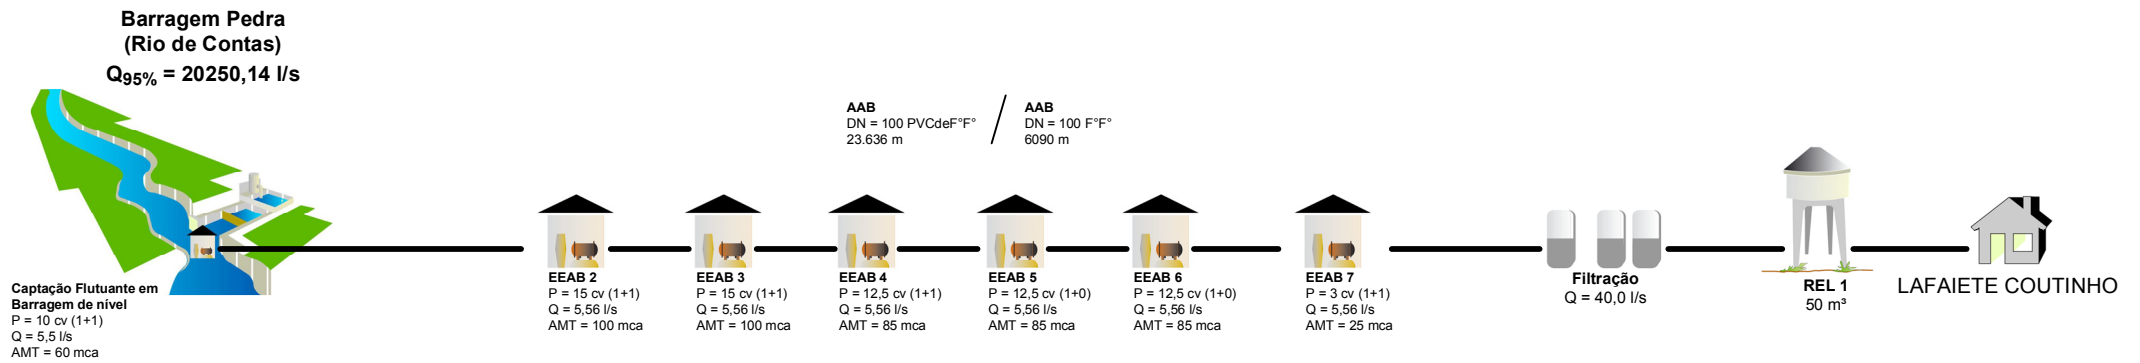 Barragem Pedra
(Rio de Contas)
Q95% = 20250,14 l/s
AAB
DN = 100 PVCdeF°F°
23.636 m
AAB
DN = 100 F°F°
6090 m
Captação Flutuante em
Barragem de nível
P = 10 cv (1+1)
Q = 5,5 l/s
AMT = 60 mca
EEAB 2
P = 15 cv (1+1)
Q = 5,56 l/s
AMT = 100 mca
EEAB 3
P = 15 cv (1+1)
Q = 5,56 l/s
AMT = 100 mca
EEAB 4
P = 12,5 cv (1+1)
Q = 5,56 l/s
AMT = 85 mca
EEAB 5
P = 12,5 cv (1+0)
Q = 5,56 l/s
AMT = 85 mca
EEAB 6
P = 12,5 cv (1+0)
Q = 5,56 l/s
AMT = 85 mca
EEAB 7
P = 3 cv (1+1)
Q = 5,56 l/s
AMT = 25 mca
Filtração
Q = 40,0 l/s
REL 1
50 m³
LAFAIETE COUTINHO